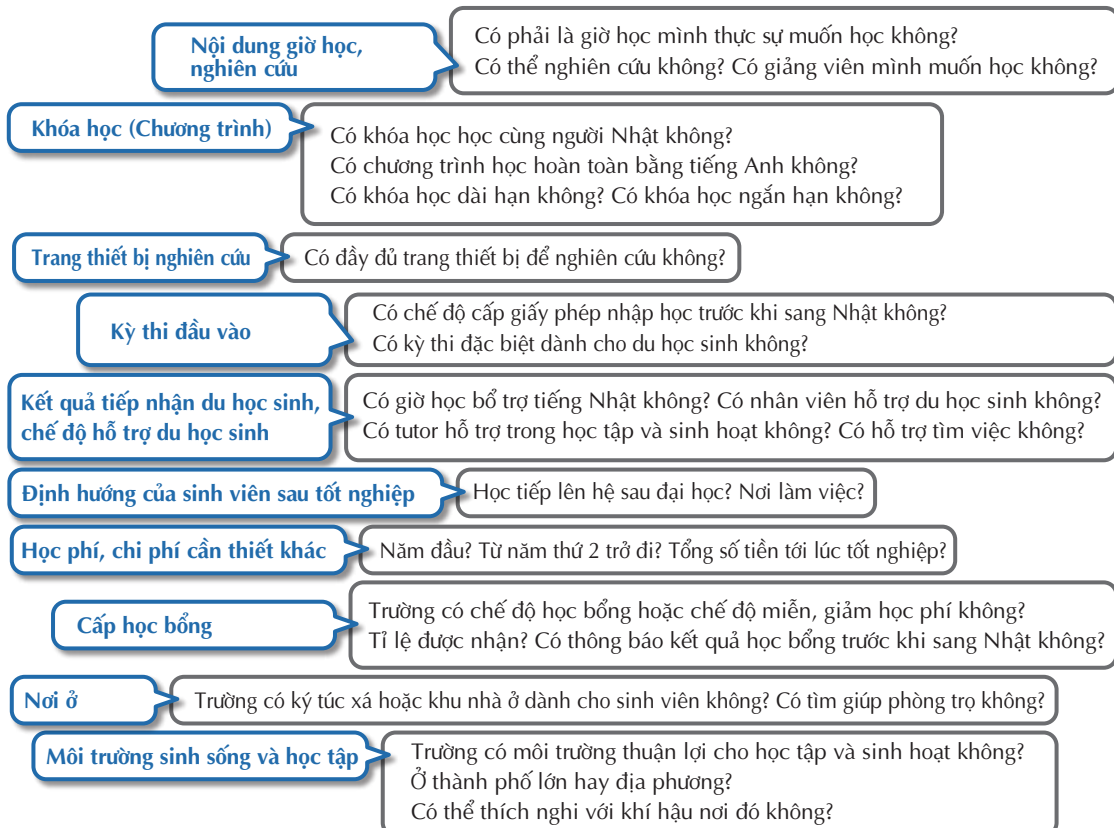 Nội dung giờ học,
nghiên cứu
Có phải là giờ học mình thực sự muốn học không?
Có thể nghiên cứu không? Có giảng viên mình muốn học không?
Khóa học (Chương trình)
Có khóa học học cùng người Nhật không?
Có chương trình học hoàn toàn bằng tiếng Anh không?
Có khóa học dài hạn không? Có khóa học ngắn hạn không?
Trang thiết bị nghiên cứu
Có đầy đủ trang thiết bị để nghiên cứu không?
Kỳ thi đầu vào
Có chế độ cấp giấy phép nhập học trước khi sang Nhật không?
Có kỳ thi đặc biệt dành cho du học sinh không?
Kết quả tiếp nhận du học sinh,
chế độ hỗ trợ du học sinh
Có giờ học bổ trợ tiếng Nhật không? Có nhân viên hỗ trợ du học sinh không?
Có tutor hỗ trợ trong học tập và sinh hoạt không? Có hỗ trợ tìm việc không?
Định hướng của sinh viên sau tốt nghiệp
Học tiếp lên hệ sau đại học? Nơi làm việc?
Học phí, chi phí cần thiết khác
Năm đầu? Từ năm thứ 2 trở đi? Tổng số tiền tới lúc tốt nghiệp?
Cấp học bổng
Trường có chế độ học bổng hoặc chế độ miễn, giảm học phí không?
Tỉ lệ được nhận? Có thông báo kết quả học bổng trước khi sang Nhật không?
Nơi ở
Trường có ký túc xá hoặc khu nhà ở dành cho sinh viên không? Có tìm giúp phòng trọ không?
Môi trường sinh sống và học tập
Trường có môi trường thuận lợi cho học tập và sinh hoạt không?
Ở thành phố lớn hay địa phương?
Có thể thích nghi với khí hậu nơi đó không?